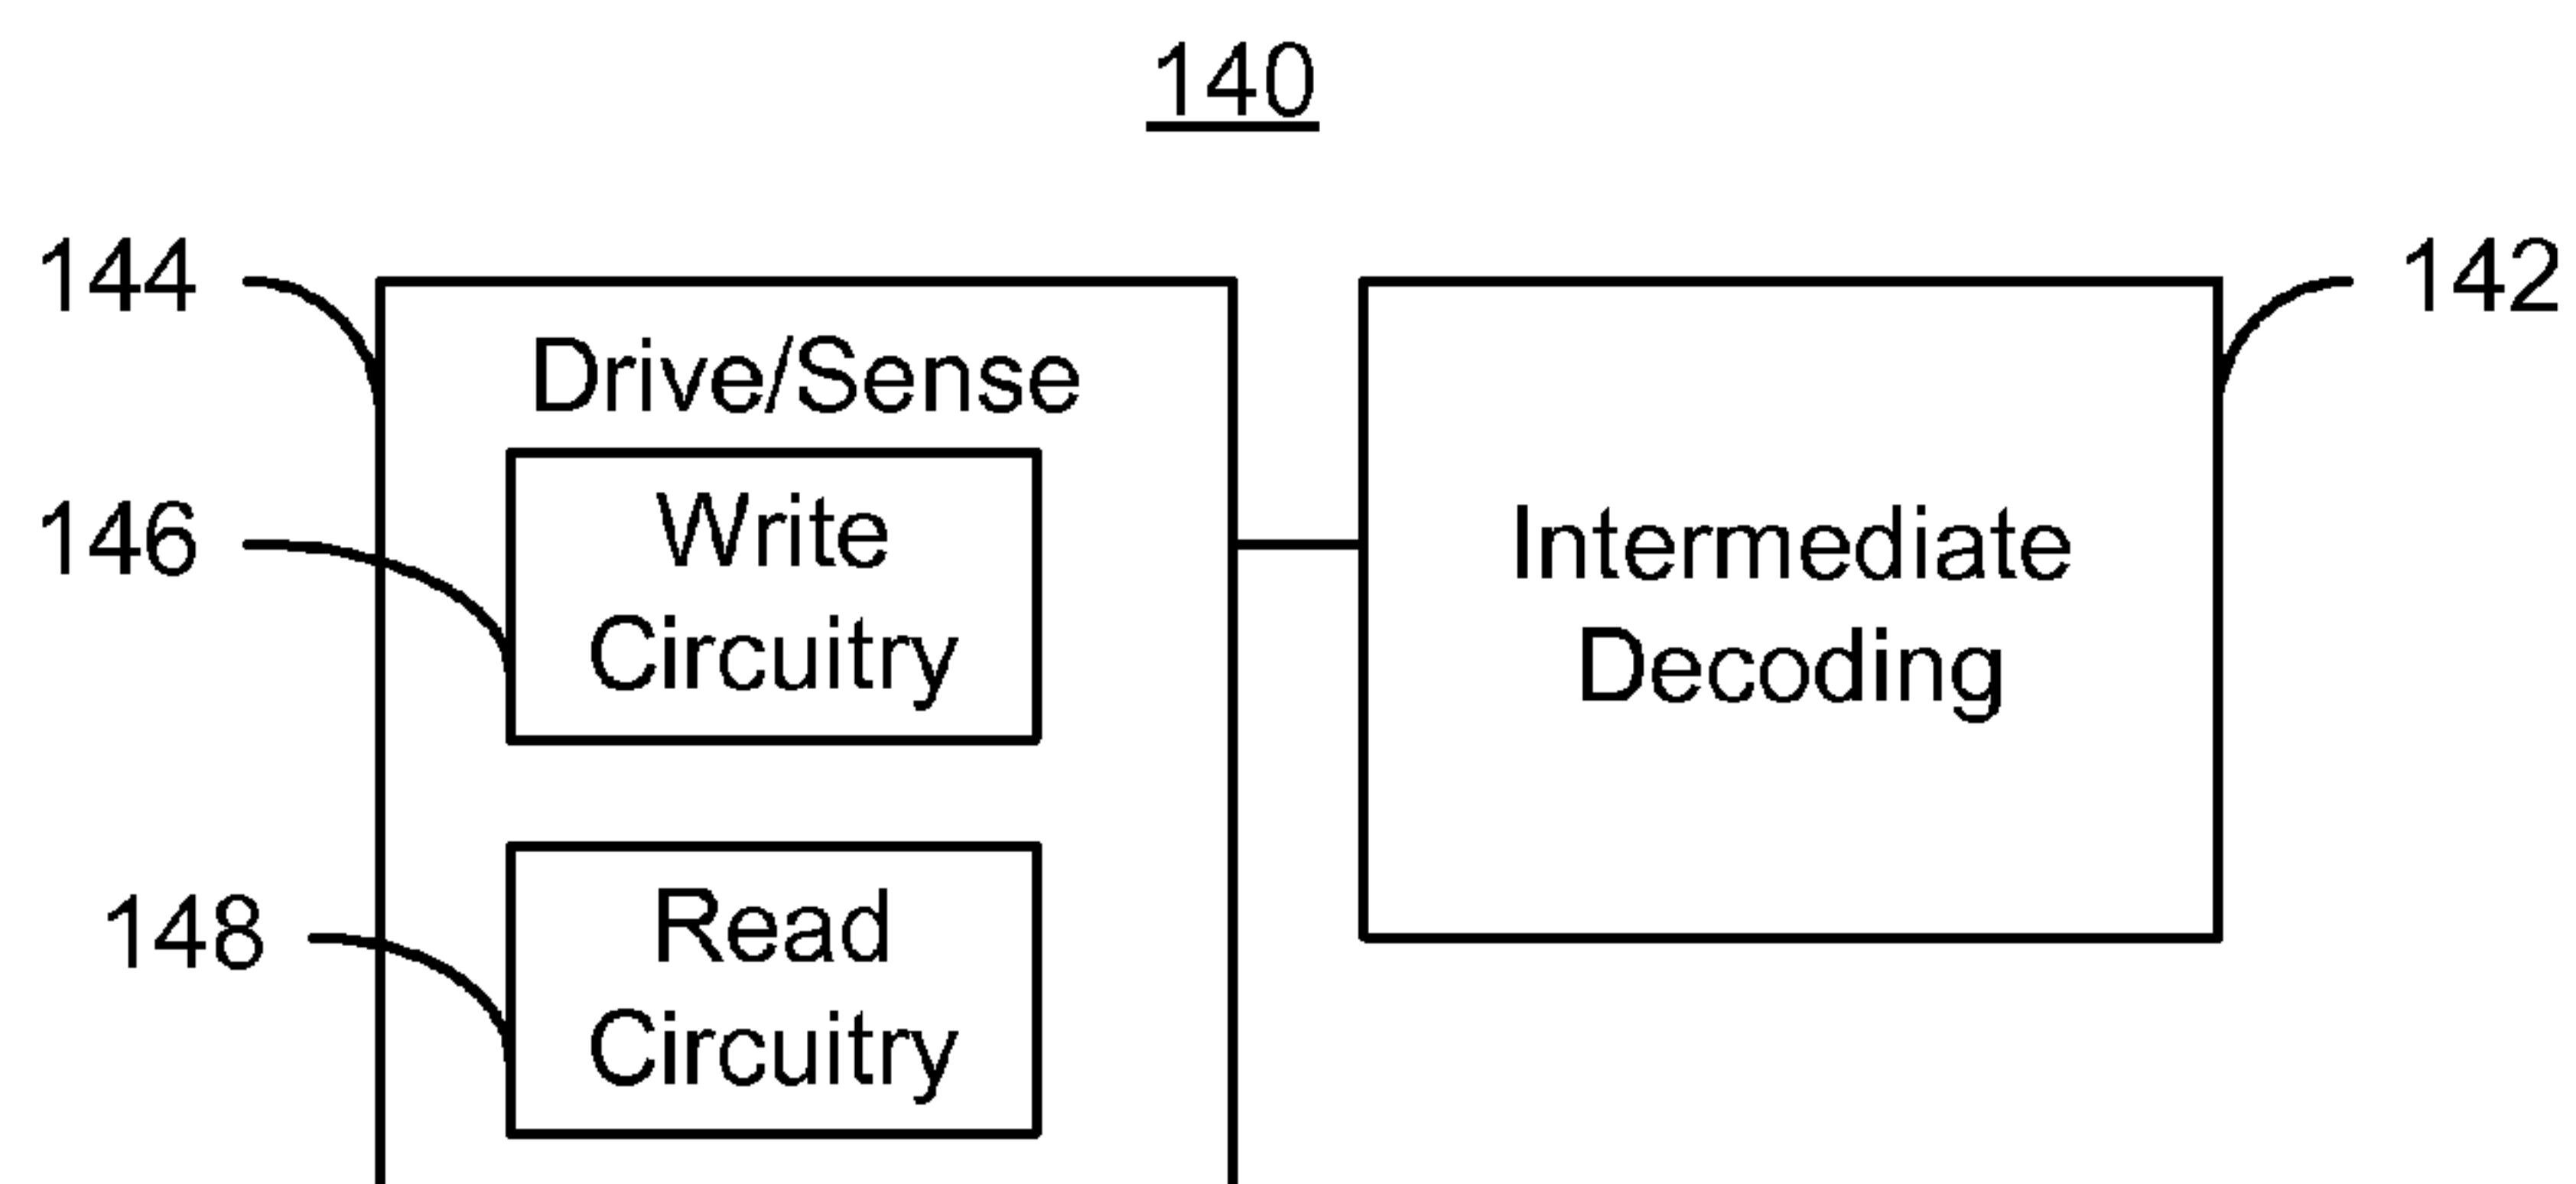 140
144
142
Drive/Sense
146
Write
Circuitry
Intermediate
Decoding
148
Read
Circuitry